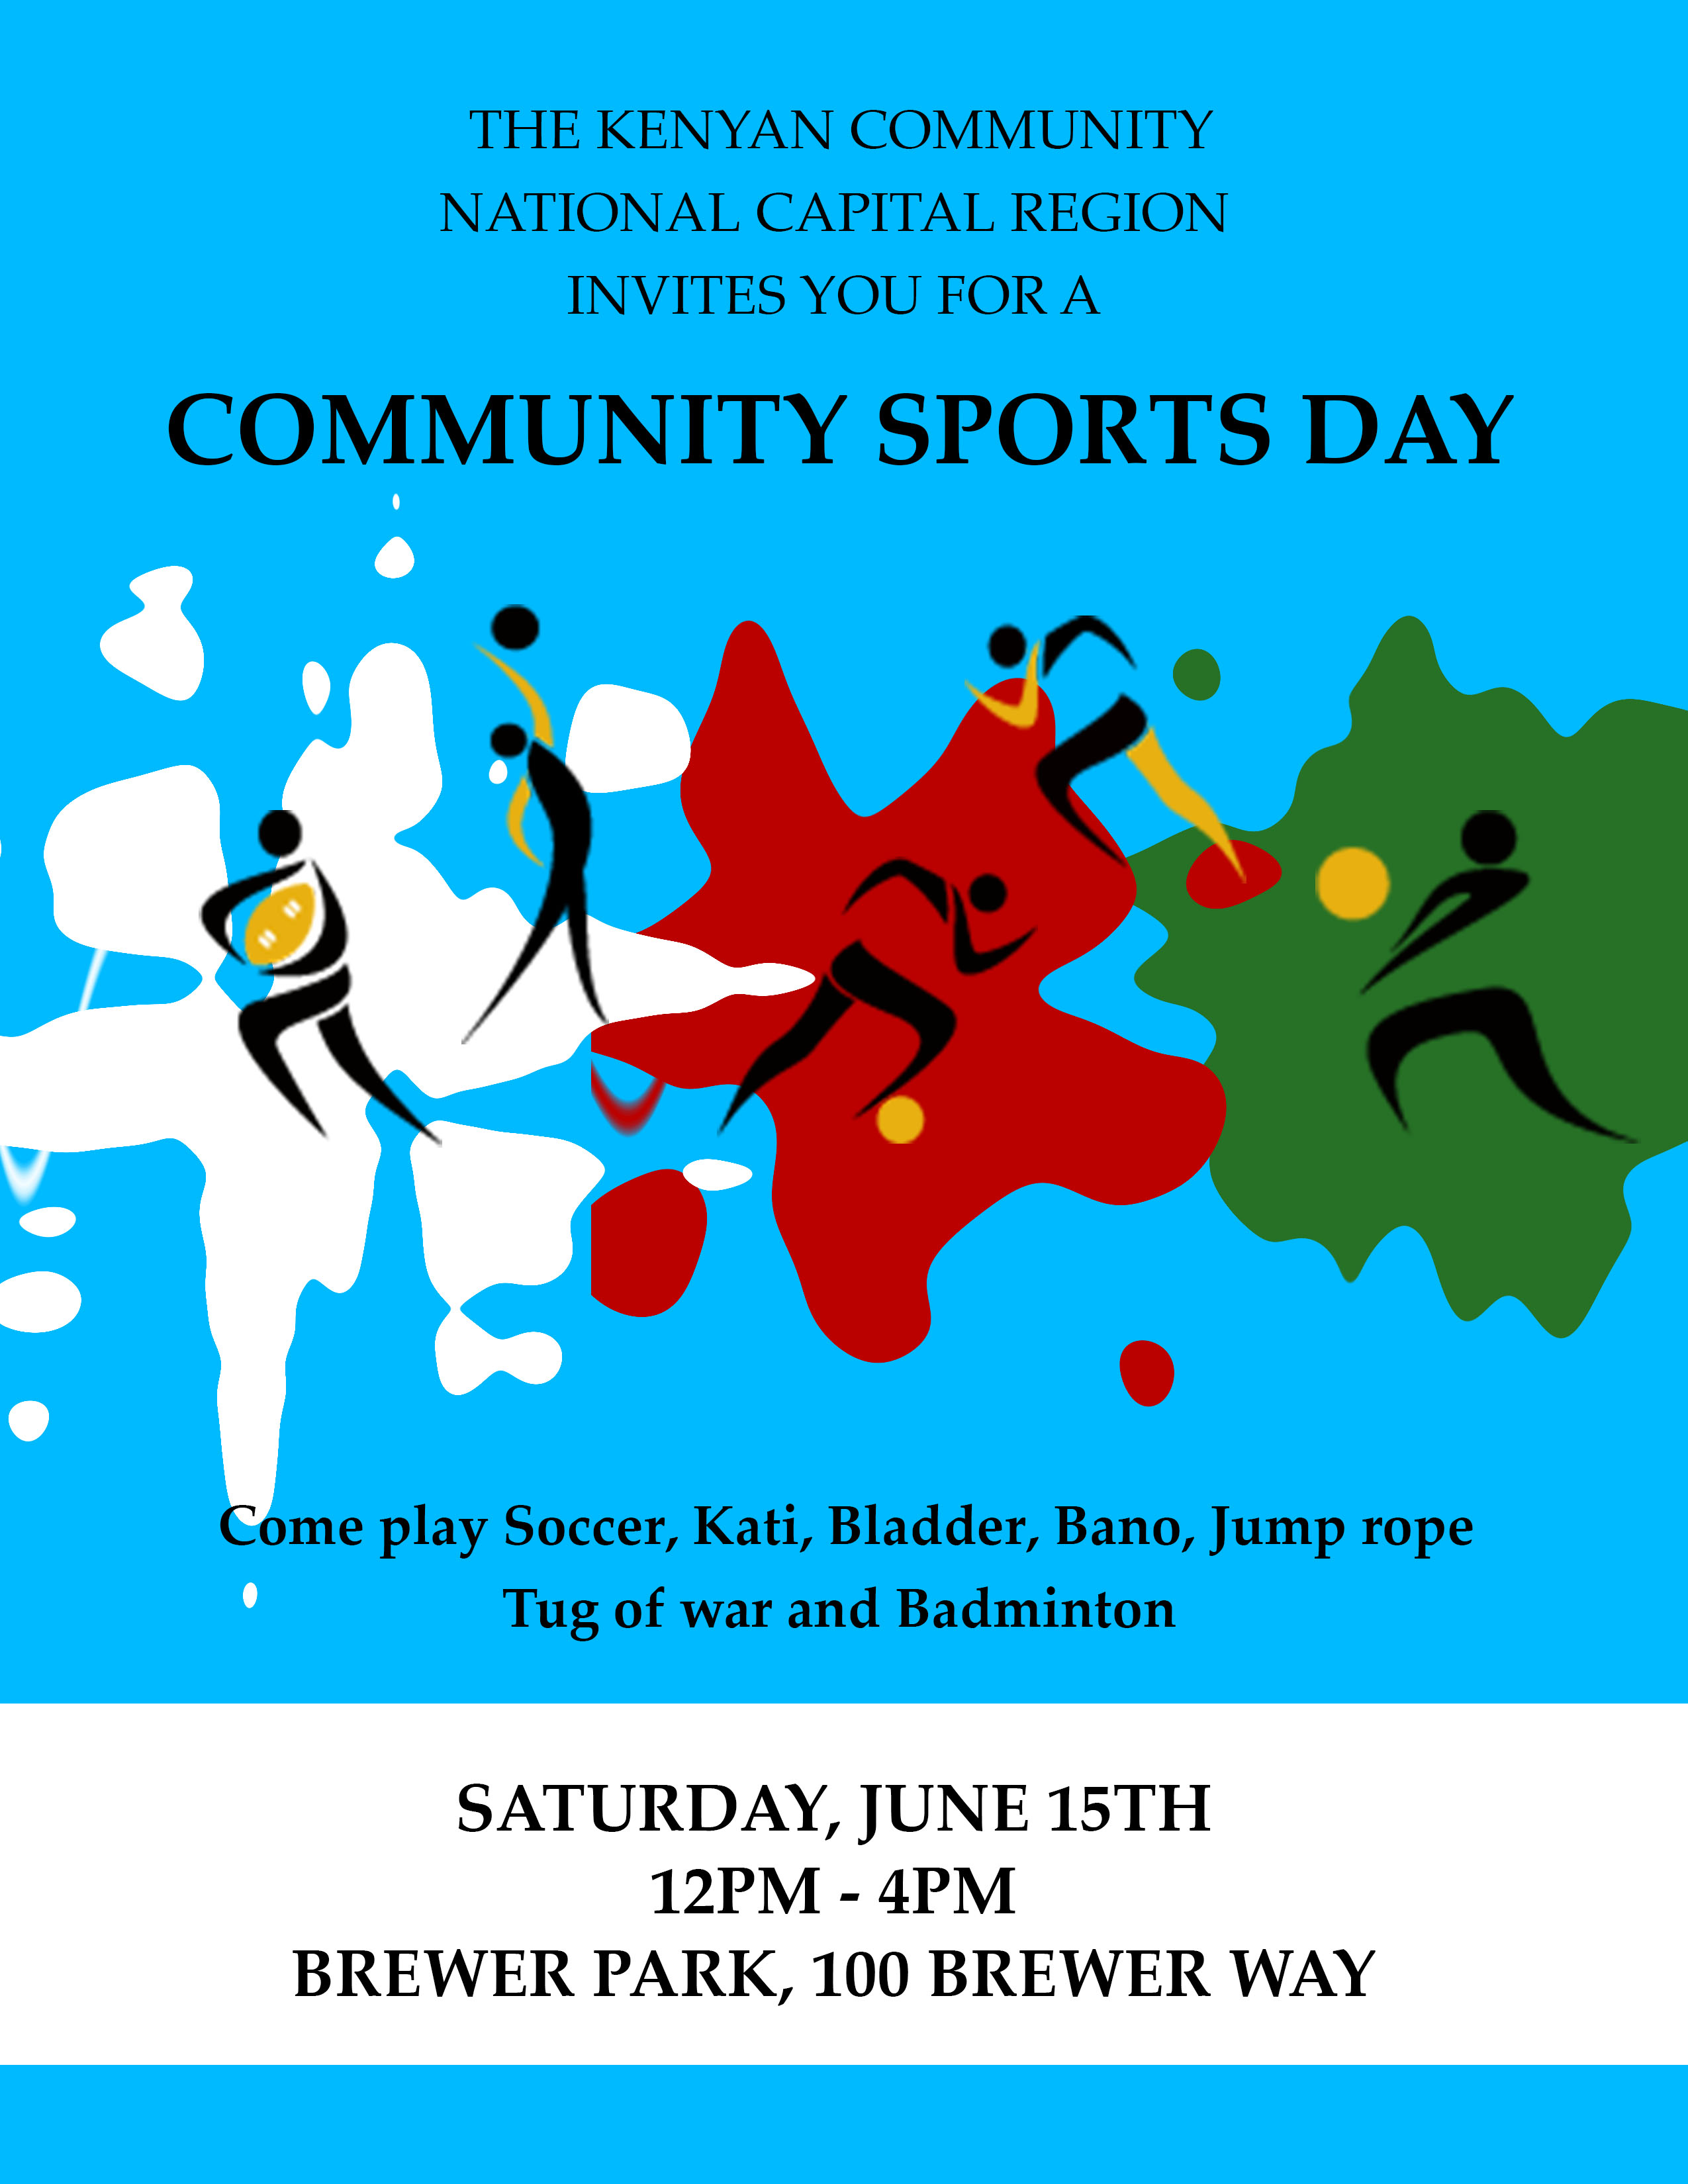 THE KENYAN COMMUNITY
NATIONAL CAPITAL REGION
INVITES YOU FOR A
COMMUNITY SPORTS DAY
Come play Soccer, Kati, Bladder, Bano, Jump rope
Tug of war and Badminton
SATURDAY, JUNE 15TH
12PM - 4PM
BREWER PARK, 100 BREWER WAY